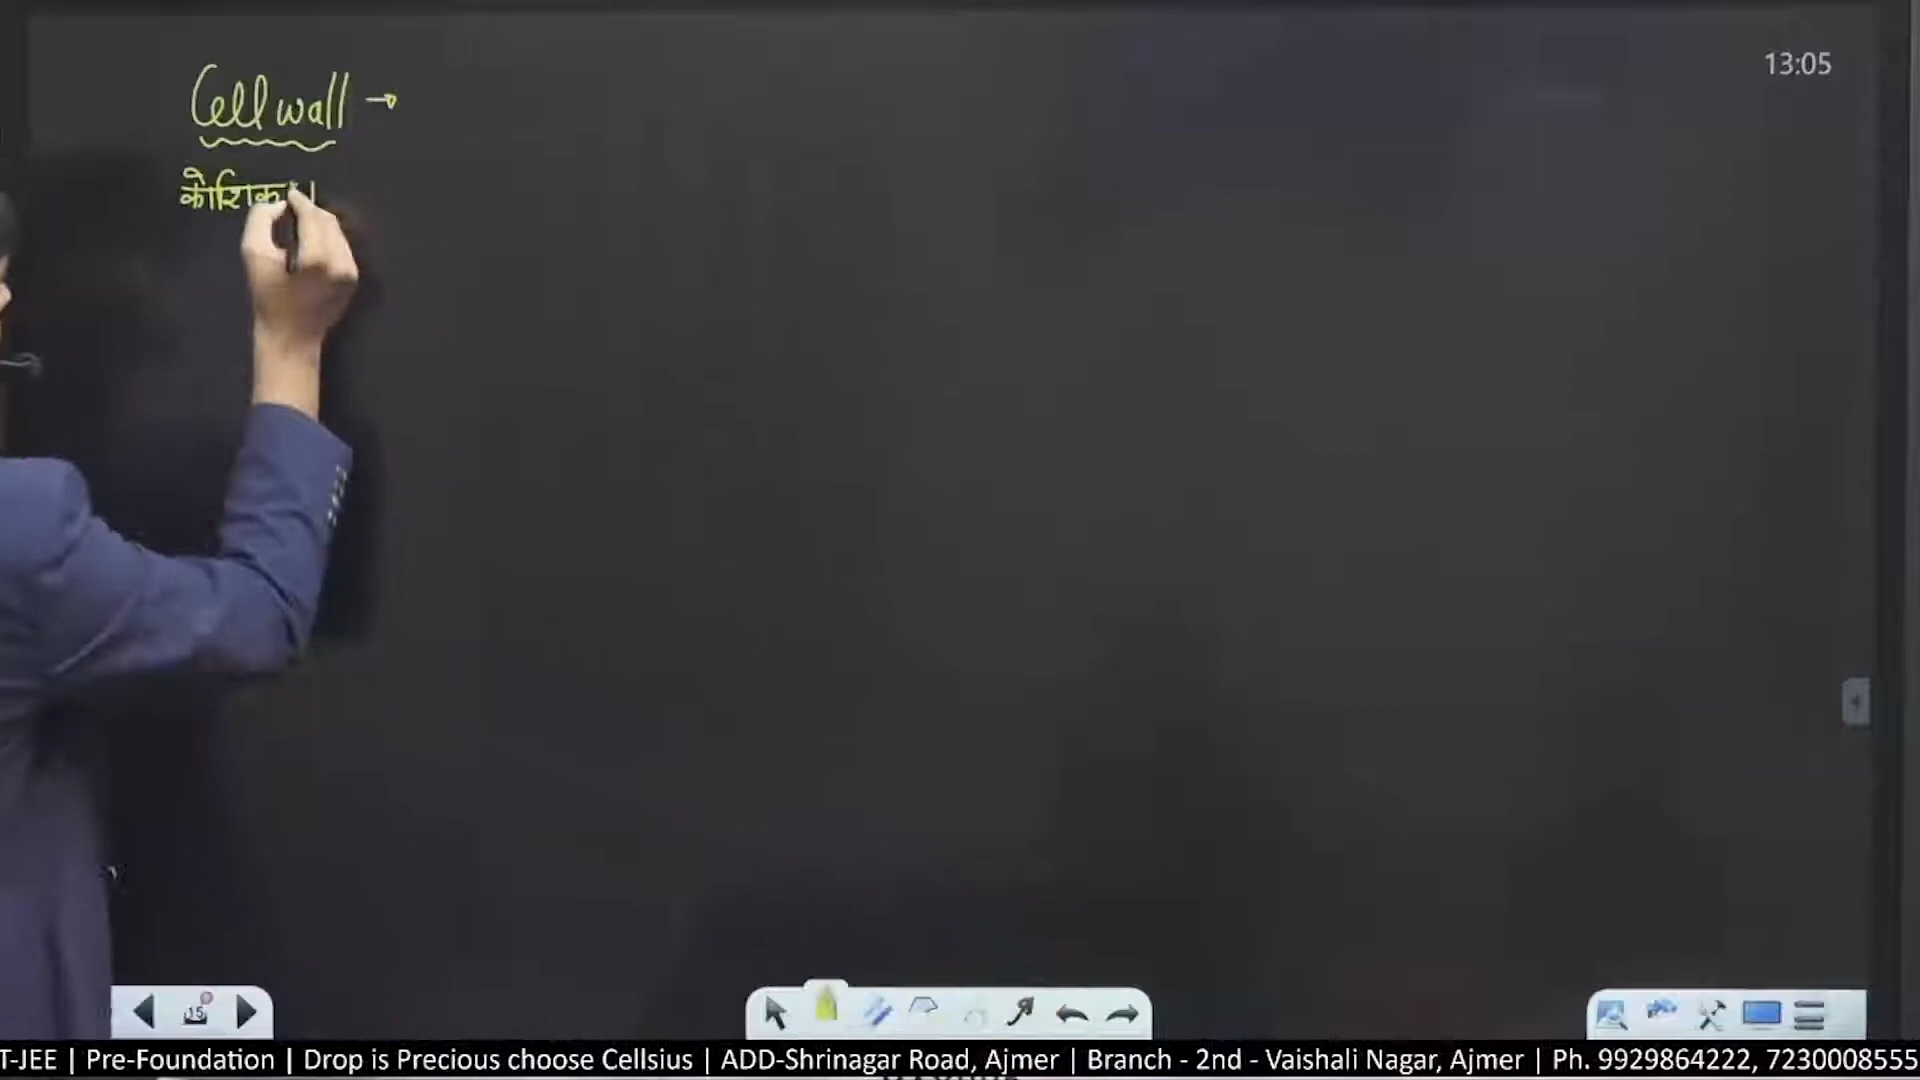 13:05
Cell wall →
कोशिका
15
T-JEE | Pre-Foundation | Drop is Precious choose Cellsius | ADD-Shrinagar Road, Ajmer | Branch - 2nd - Vaishali Nagar, Ajmer | Ph. 9929864222, 7230008555